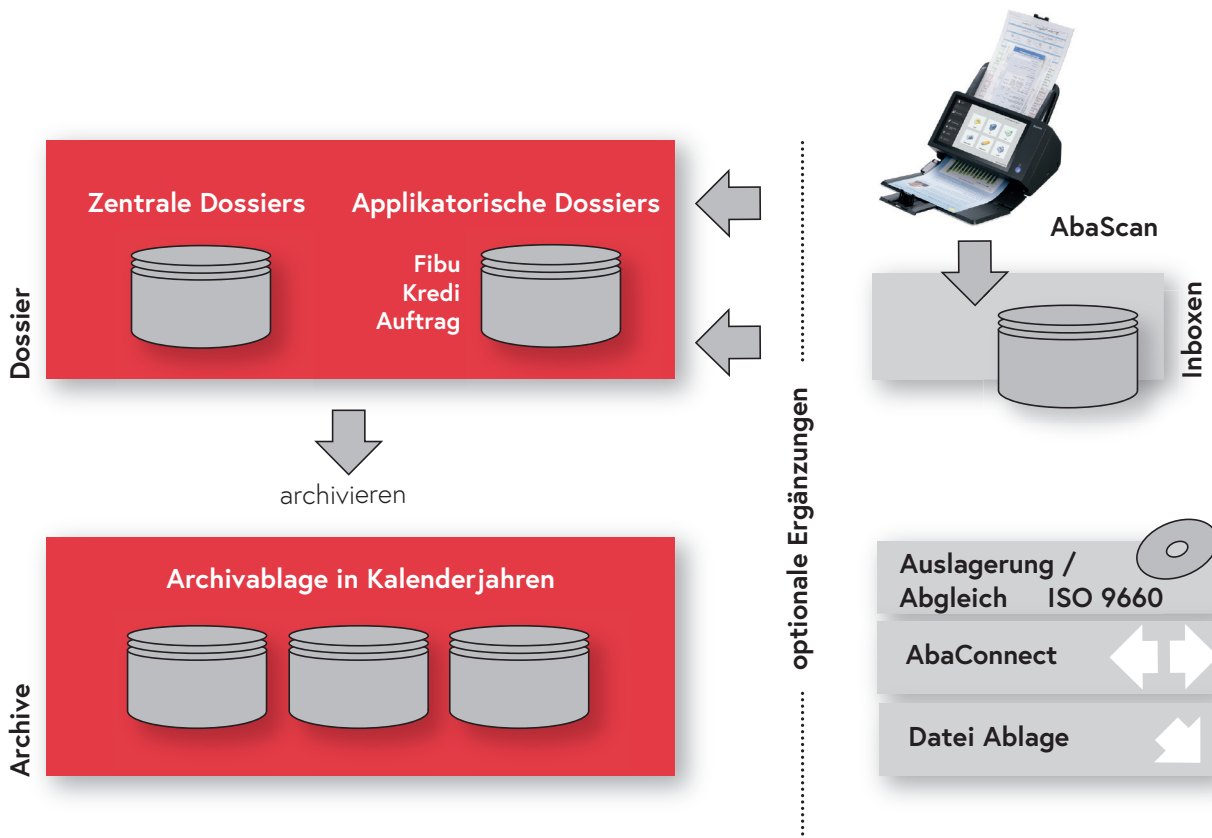 Dossier
Zentrale Dossiers
Applikatorische Dossiers
Fibu
Kredi
Auftrag
archivieren
Archive
Archivablage in Kalenderjahren
optionale Ergänzungen
AbaScan
Inboxen
Auslagerung /
Abgleich ISO 9660
AbaConnect
Datei Ablage